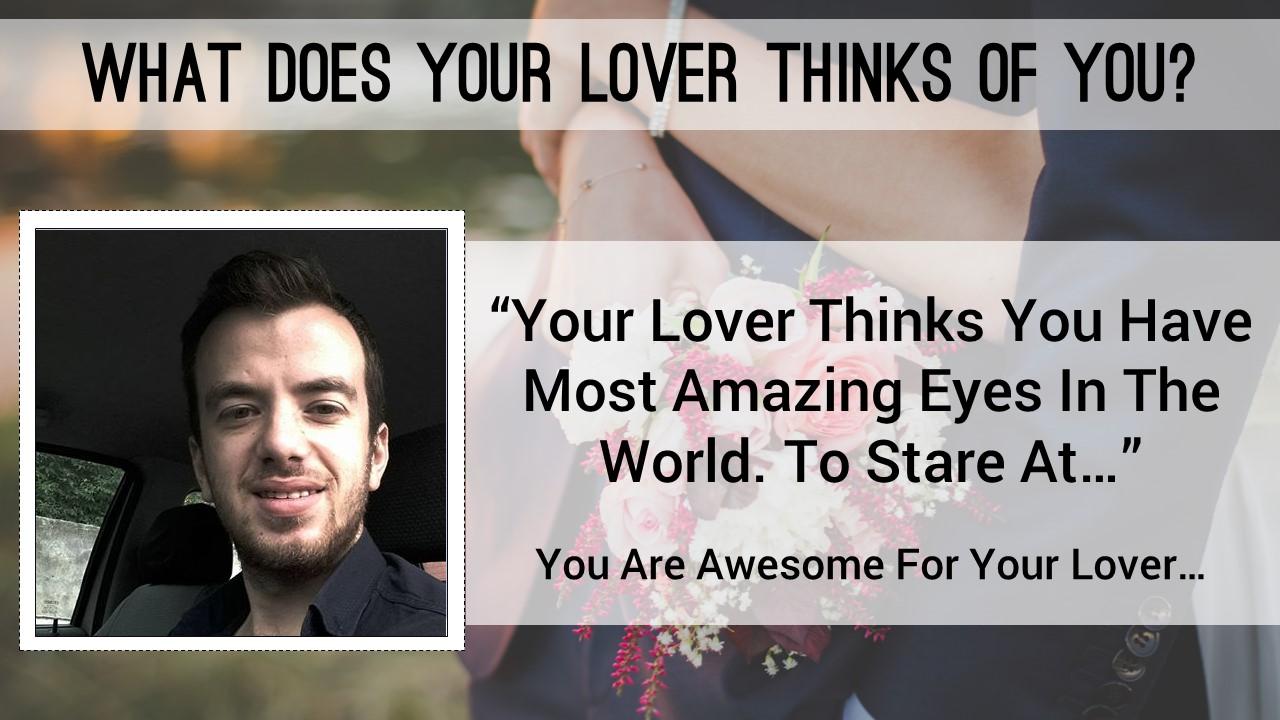 WHAT DOES YOUR LOVER THINKS OF YOU?
“Your Lover Thinks You Have
Most Amazing Eyes In The
World. To Stare At...”
You Are Awesome For Your Lover...